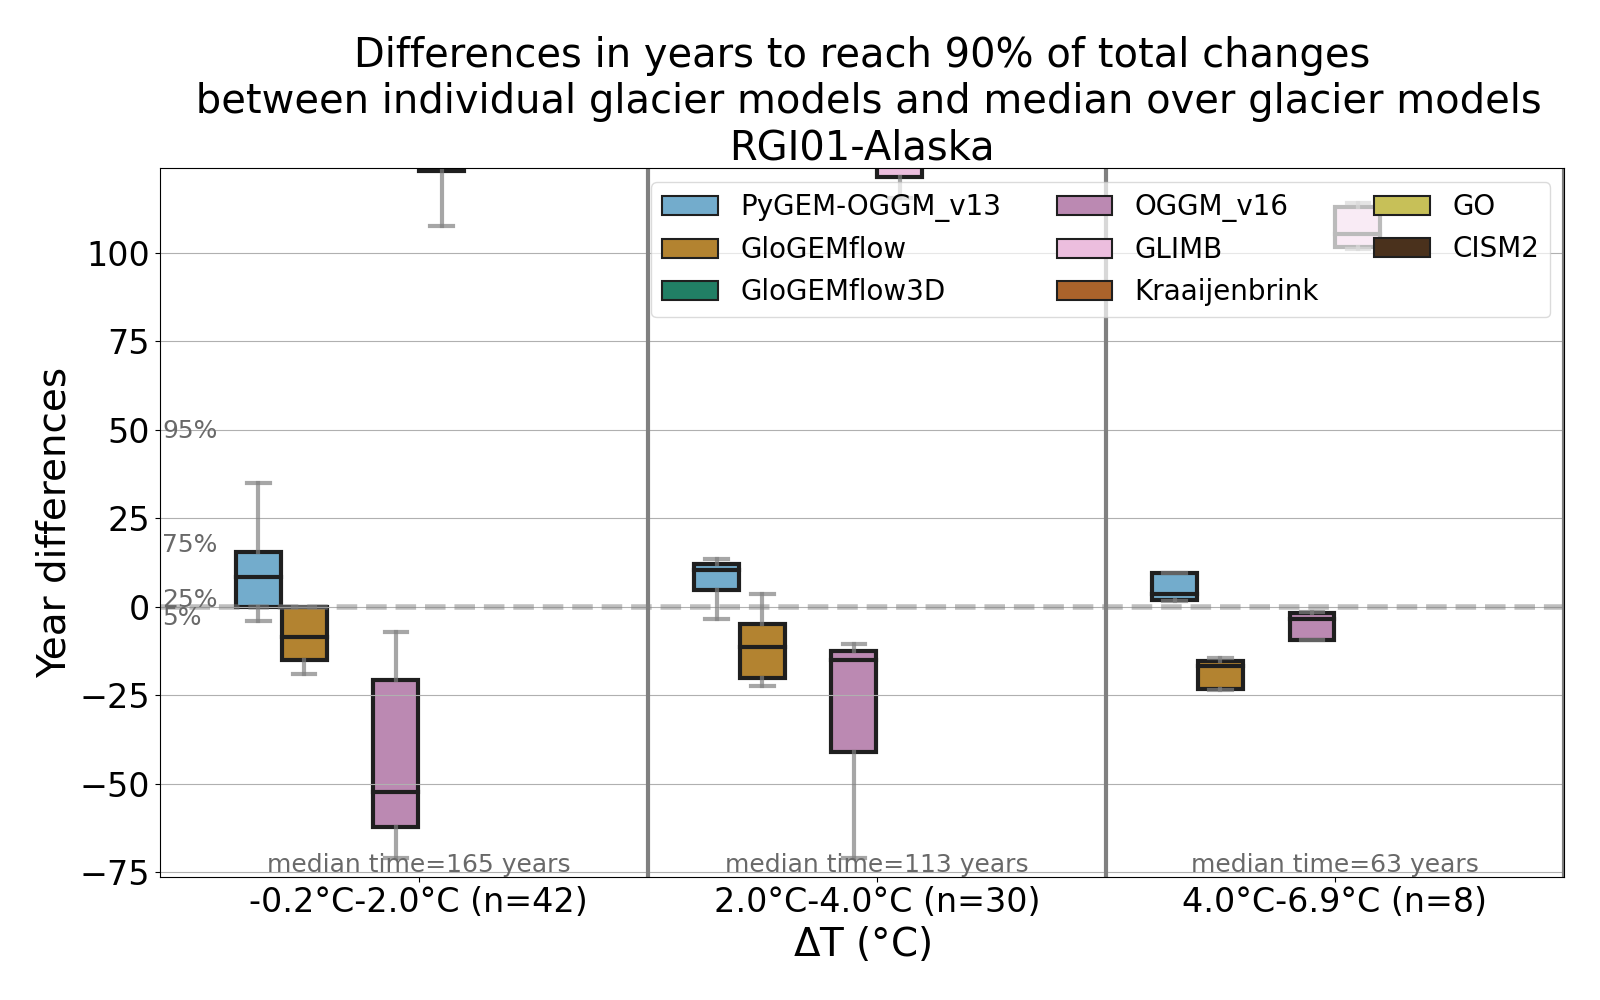 Differences in years to reach 90% of total changes
between individual glacier models and median over glacier models
RGI01-Alaska
PyGEM-OGGM_v13
GloGEMflow
GloGEMflow3D
OGGM_v16
GLIMB
Kraaijenbrink
GO
CISM2
Year differences
100
75
50
25
0
−25
−50
−75
95%
75%
25%
5%
median time=165 years
median time=113 years
median time=63 years
-0.2°C-2.0°C (n=42)
2.0°C-4.0°C (n=30)
4.0°C-6.9°C (n=8)
ΔT (°C)